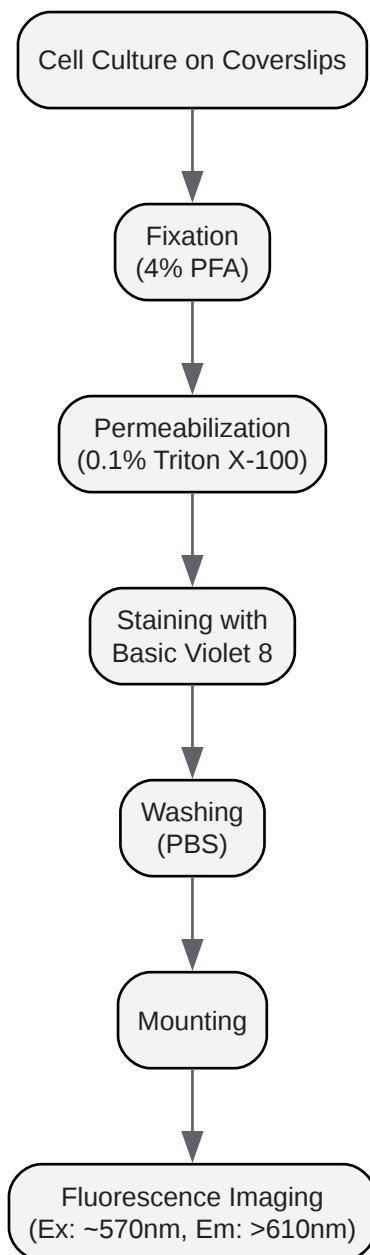 Cell Culture on Coverslips
Fixation
(4% PFA)
Permeabilization
(0.1% Triton X-100)
Staining with
Basic Violet 8
Washing
(PBS)
Mounting
Fluorescence Imaging
(Ex: ~570nm, Em: >610nm)